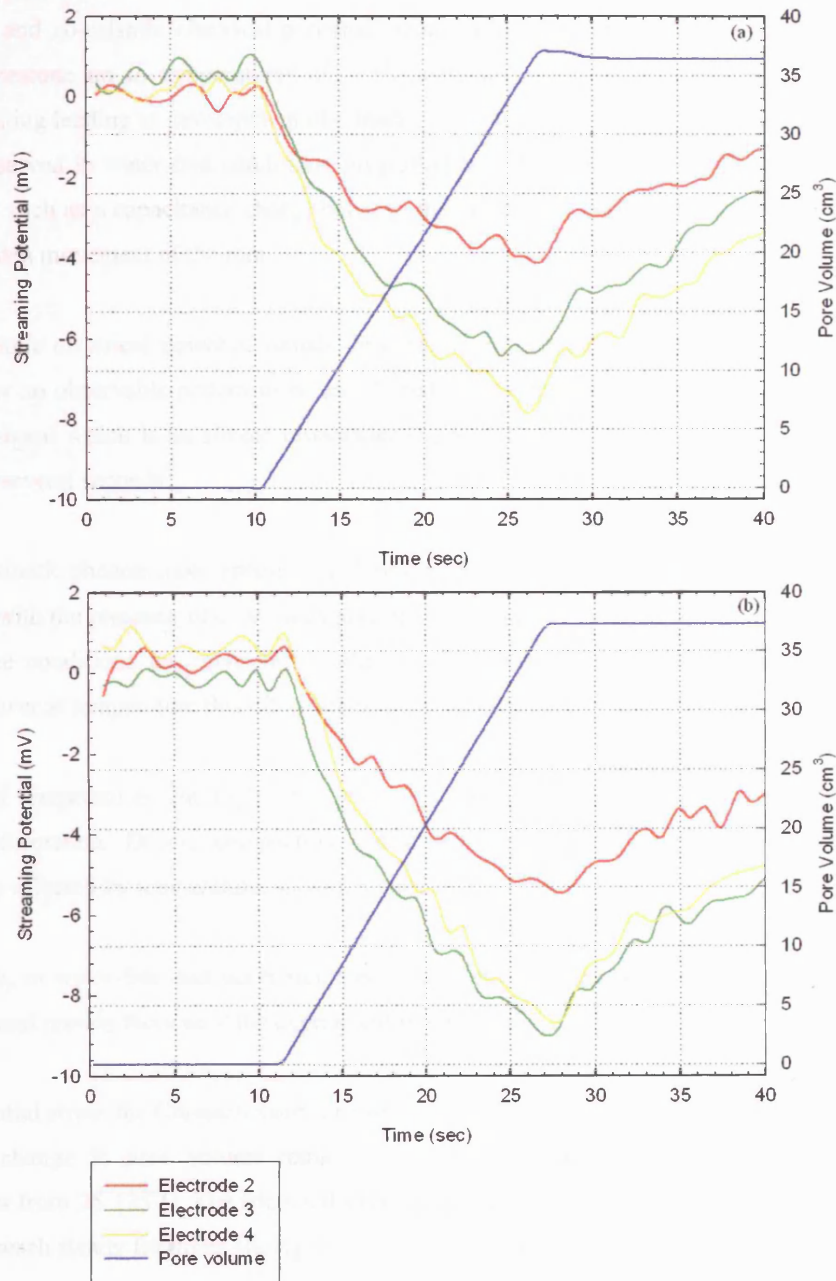 (a)
2
0
-2
-4
-6
-8
-10
Streaming Potential (mV)
40
35
30
25
20
15
10
5
0
Pore Volume (cm³)
0 5 10 15 20 25 30 35 40
Time (sec)
(b)
2
0
-2
-4
-6
-8
-10
Streaming Potential (mV)
40
35
30
25
20
15
10
5
0
Pore Volume (cm³)
0 5 10 15 20 25 30 35 40
Time (sec)
Electrode 2
Electrode 3
Electrode 4
Pore volume